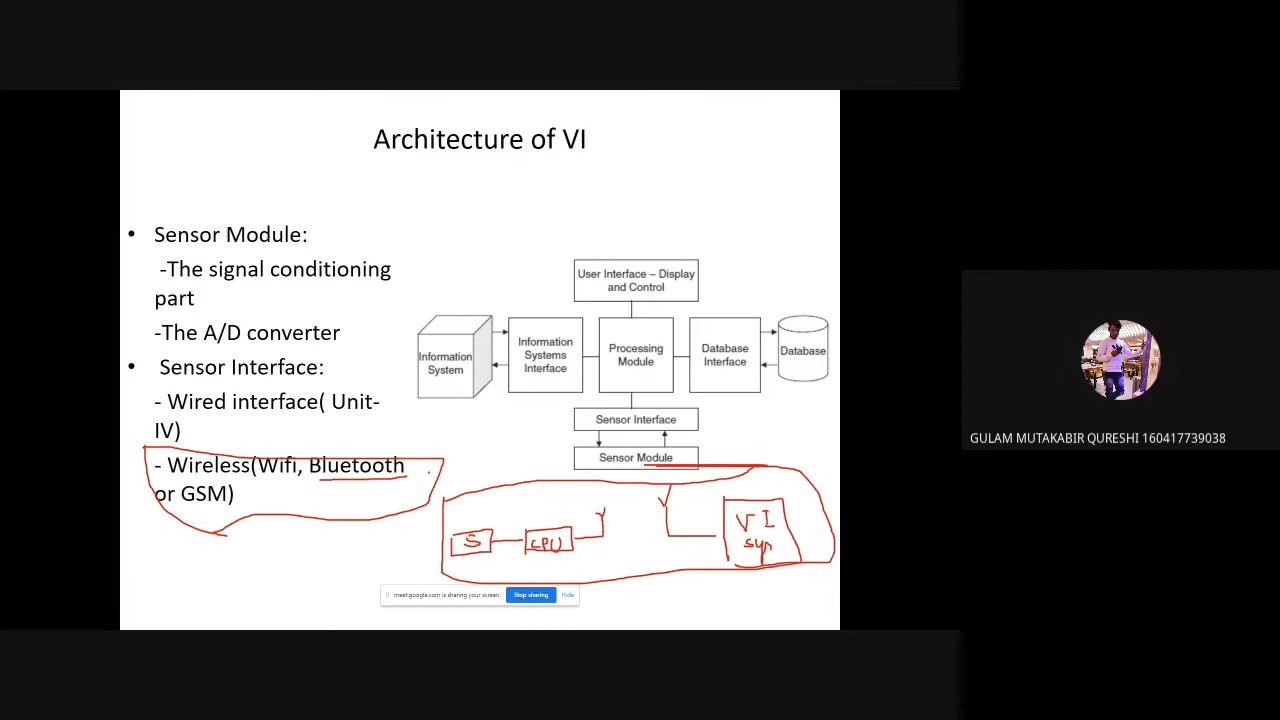 Architecture of VI
• Sensor Module:
-The signal conditioning
part
-The A/D converter
• Sensor Interface:
- Wired interface( Unit-
IV)
- Wireless(Wifi, Bluetooth
or GSM)
User Interface – Display
and Control
Information
System
Information
Systems
Interface
Processing
Module
Database
Interface
Database
Sensor Interface
Sensor Module
S
CPU
VI
meet.google.com is sharing your screen.
Stop sharing
Hide
GULAM MUTAKABIR QURESHI 160417739038